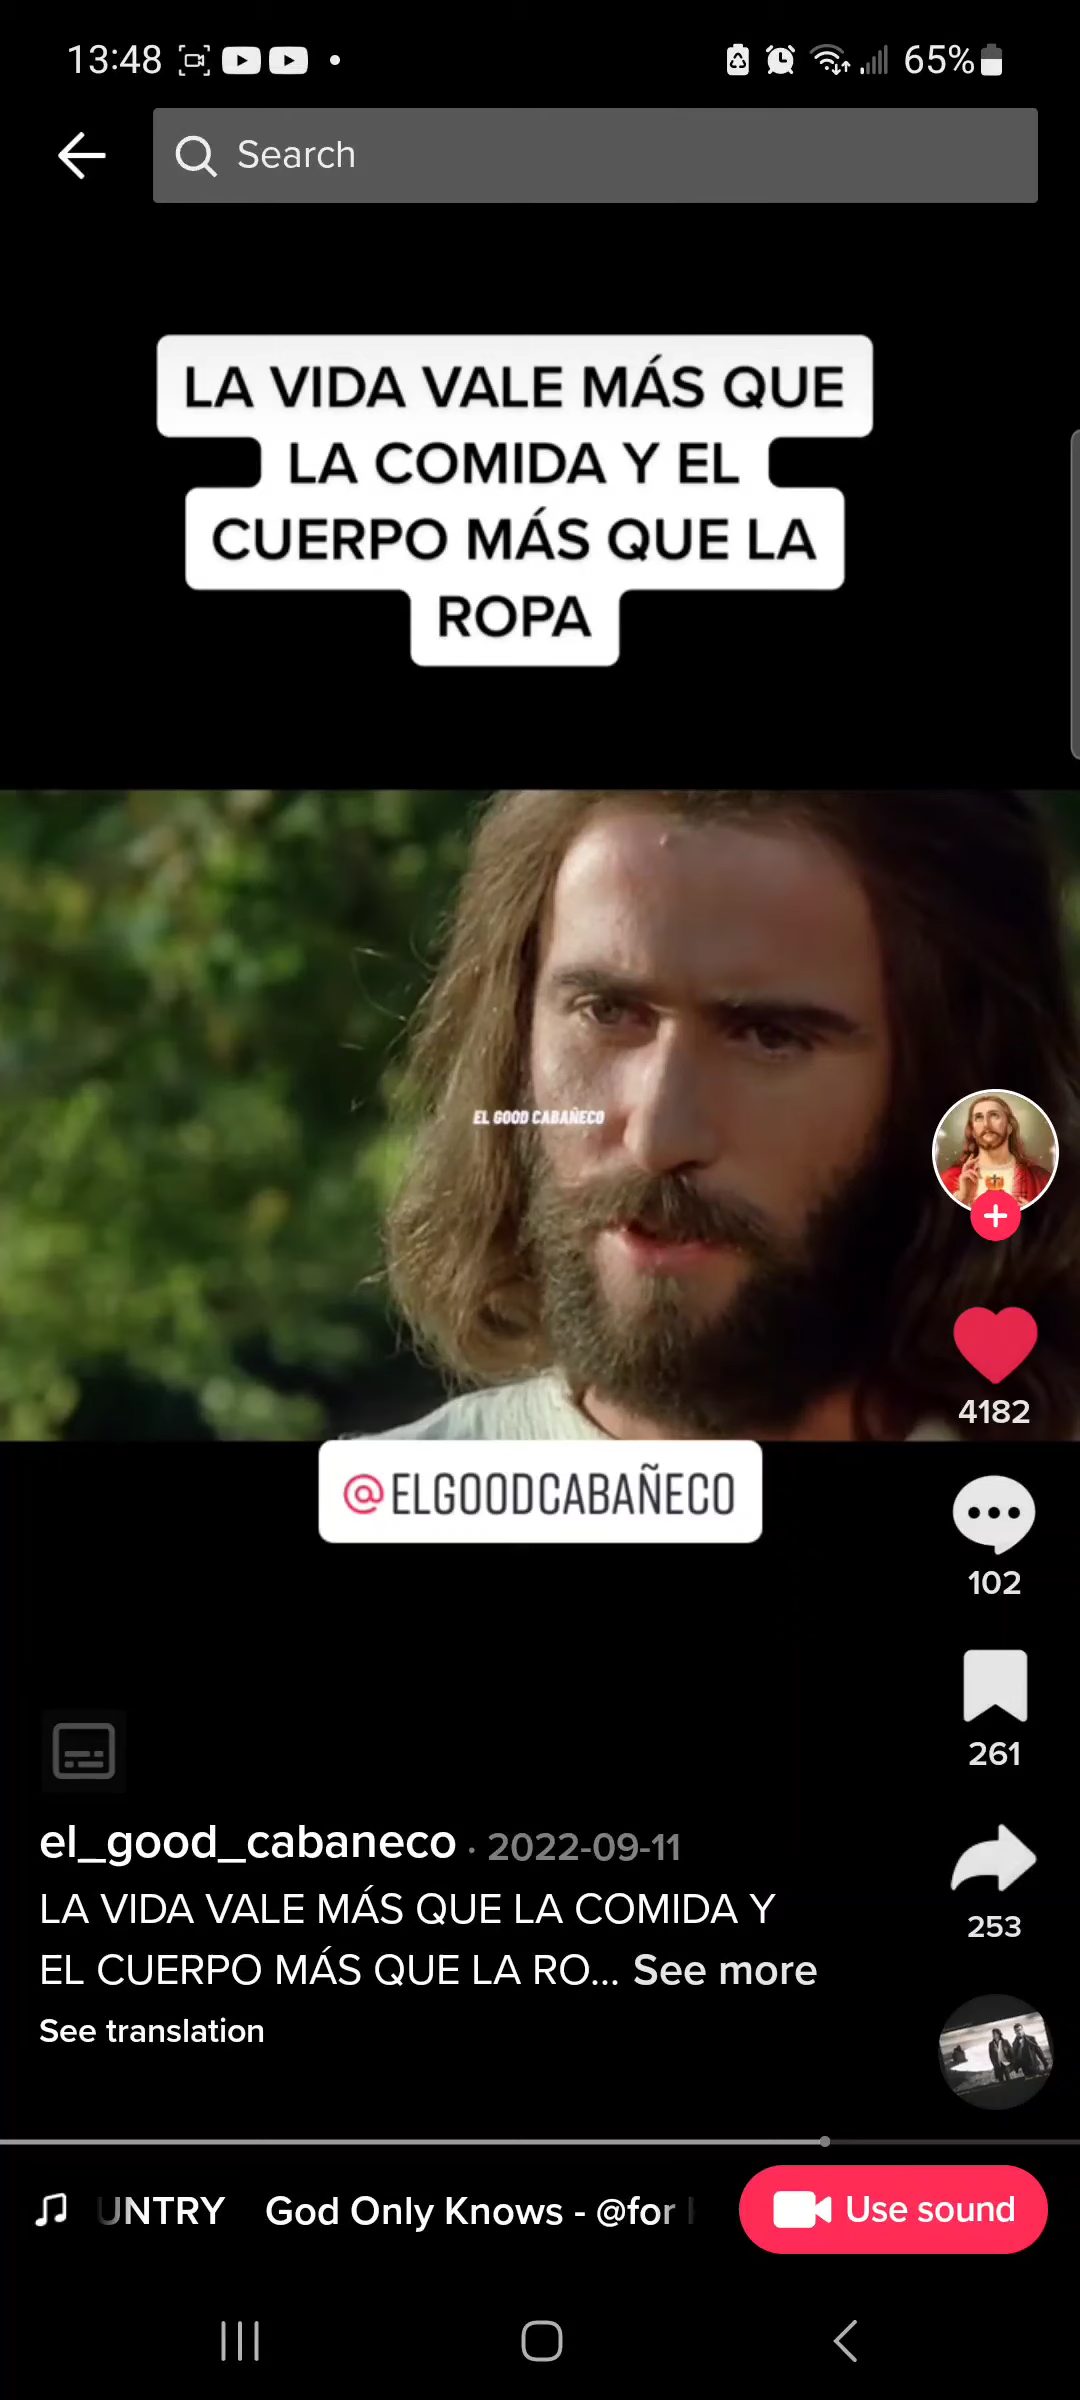 13:48
65%
Search
LA VIDA VALE MÁS QUE
LA COMIDA Y EL
CUERPO MÁS QUE LA
ROPA
EL GOOD CABAÑECO
4182
@ELGOODCABAÑECO
102
261
el_good_cabaneco · 2022-09-11
LA VIDA VALE MÁS QUE LA COMIDA Y
253
EL CUERPO MÁS QUE LA RO... See more
See translation
UNTRY God Only Knows - @for
Use sound